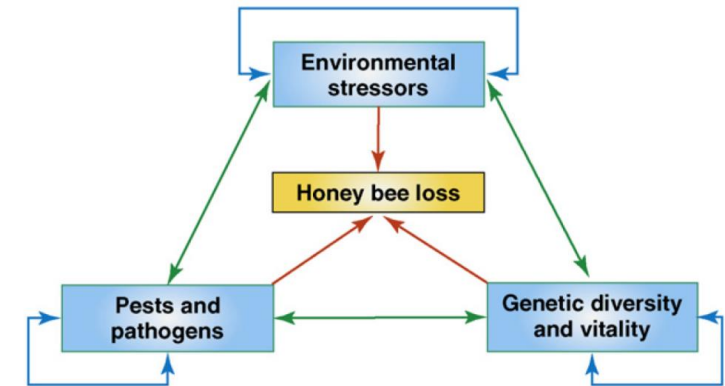 Environmental
stressors
Honey bee loss
Pests and
pathogens
Genetic diversity
and vitality